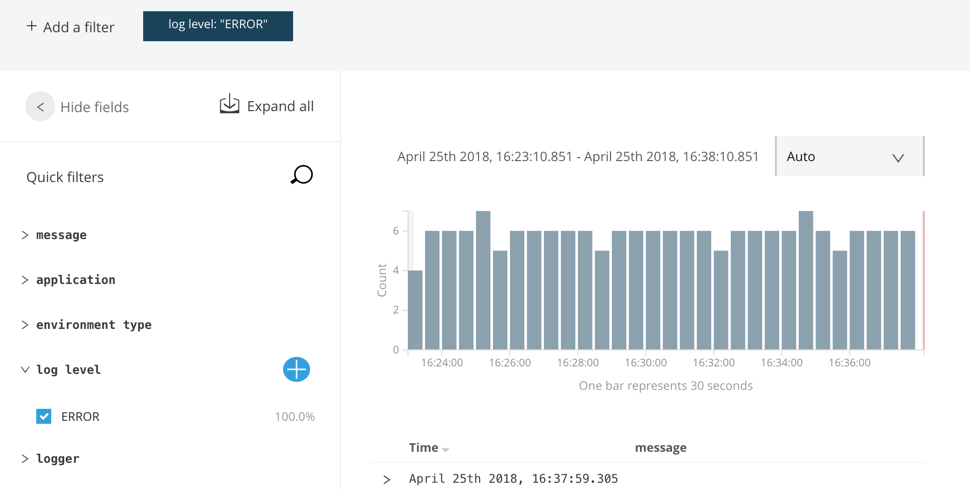 + Add a filter
log level: "ERROR"
< Hide fields
Expand all
Quick filters
> message
> application
> environment type
log level
ERROR 100.0%
> logger
April 25th 2018, 16:23:10.851 - April 25th 2018, 16:38:10.851
Auto
Count
6
4
2
0
16:24:00 16:26:00 16:28:00 16:30:00 16:32:00 16:34:00 16:36:00
One bar represents 30 seconds
Time message
> April 25th 2018, 16:37:59.305